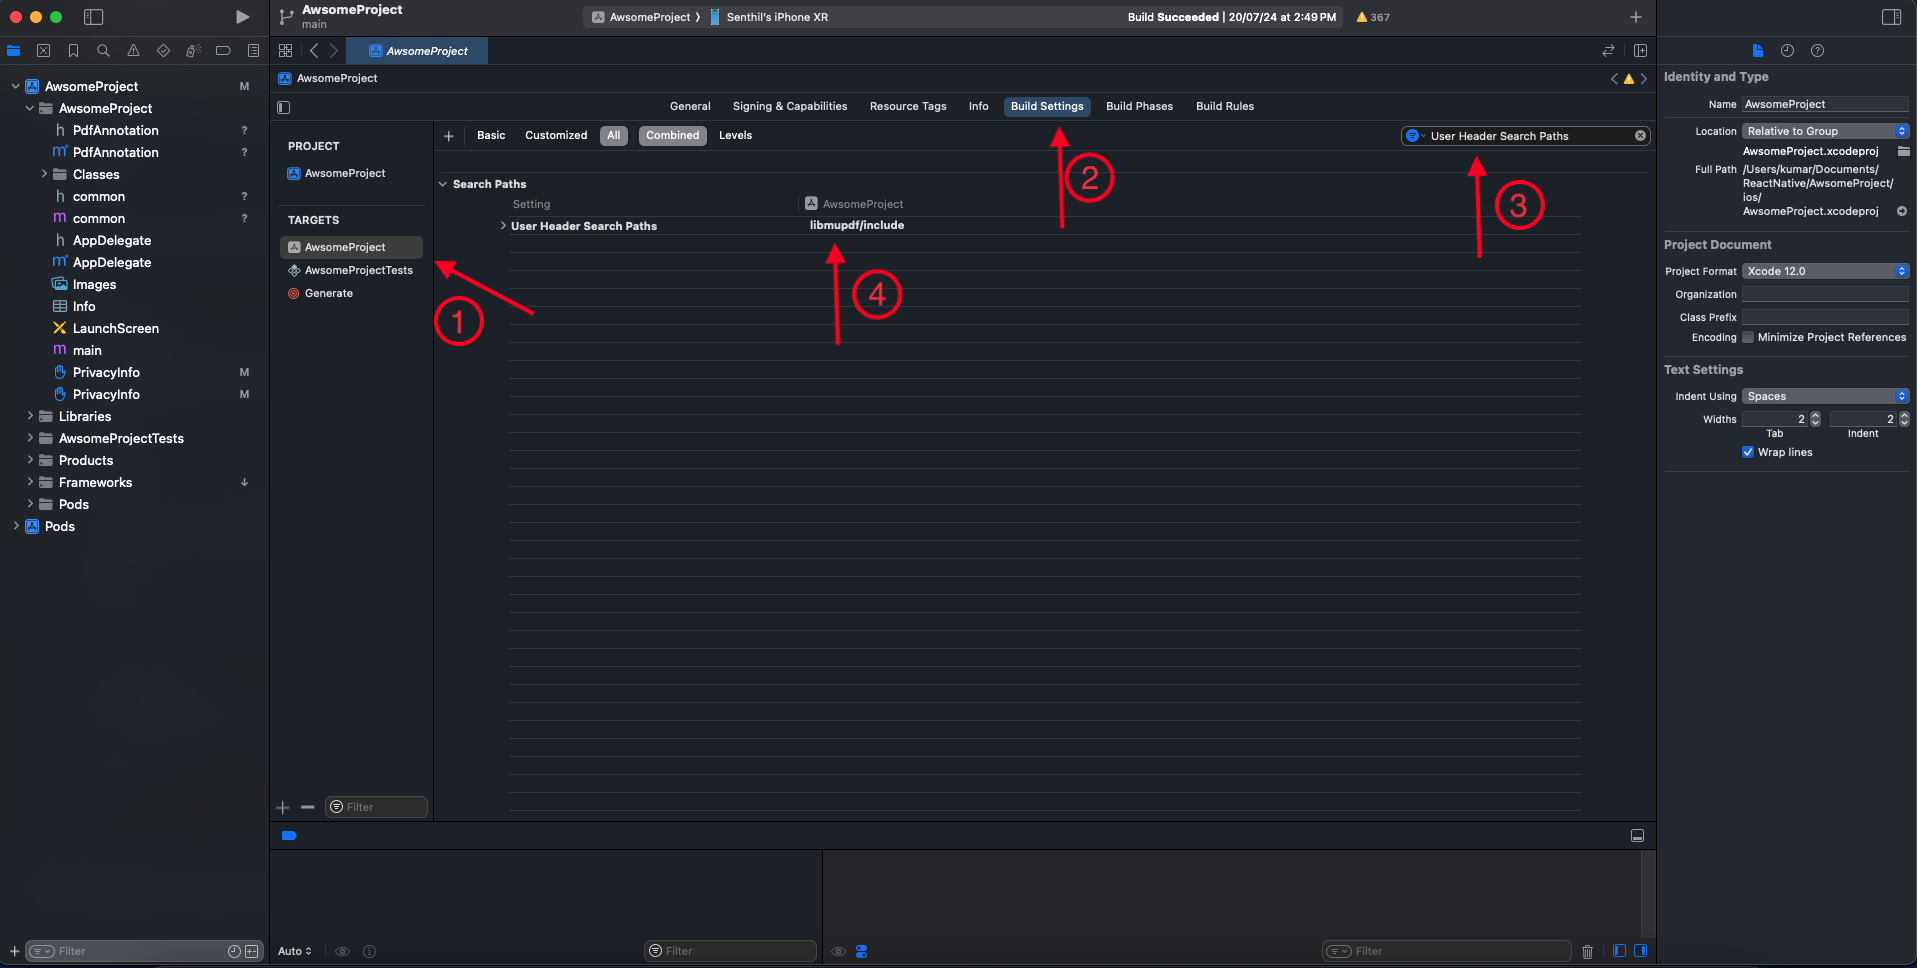 AwsomeProject
main
AwsomeProject
Senthil's iPhone XR
Build Succeeded | 20/07/24 at 2:49 PM
367
AwsomeProject
AwsomeProject
General
Signing & Capabilities
Resource Tags
Info
Build Settings
Build Phases
Build Rules
Basic
Customized
All
Combined
Levels
User Header Search Paths
AwsomeProject M
AwsomeProject
h PdfAnnotation ?
m PdfAnnotation ?
Classes
h common ?
m common ?
h AppDelegate
m AppDelegate
Images
Info
LaunchScreen
m main
PrivacyInfo M
PrivacyInfo M
Libraries
AwsomeProjectTests
Products
Frameworks
Pods
Pods
Filter
PROJECT
AwsomeProject
TARGETS
AwsomeProject
AwsomeProjectTests
Generate
Filter
Search Paths
Setting
AwsomeProject
User Header Search Paths
libmupdf/include
1
2
3
4
Auto
Filter
Filter
Identity and Type
Name AwsomeProject
Location Relative to Group
AwsomeProject.xcodeproj
Full Path /Users/kumar/Documents/
ReactNative/AwsomeProject/
ios/
AwsomeProject.xcodeproj
Project Document
Project Format Xcode 12.0
Organization
Class Prefix
Encoding Minimize Project References
Text Settings
Indent Using Spaces
Widths 2 2
Tab Indent
Wrap lines